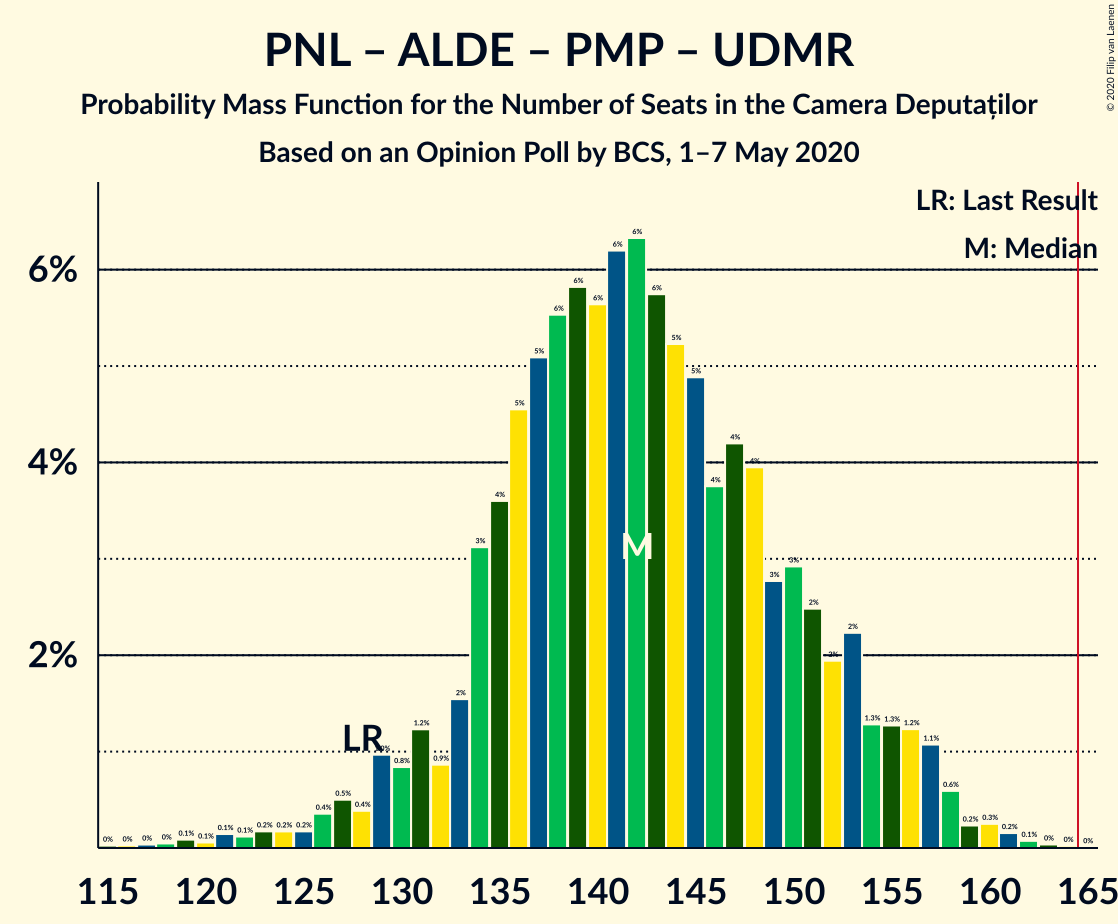 PNL – ALDE – PMP – UDMR
Probability Mass Function for the Number of Seats in the Camera Deputaților
Based on an Opinion Poll by BCS, 1–7 May 2020
© 2020 Filip van Laenen
LR: Last Result
M: Median
6%
4%
2%
0% 0% 0% 0% 0.1% 0.1% 0.1% 0.1% 0.2% 0.2% 0.2% 0.4% 0.5% 0.4% 0.8% 1.2% 0.9% 2% 3% 4% 5% 5% 6% 6% 6% 6% 6% 6% 5% 5% 4% 4% 4% 3% 3% 2% 2% 2% 1.3% 1.3% 1.2% 1.1% 0.6% 0.2% 0.3% 0.2% 0.1% 0% 0% 0%
LR
M
115 120 125 130 135 140 145 150 155 160 165